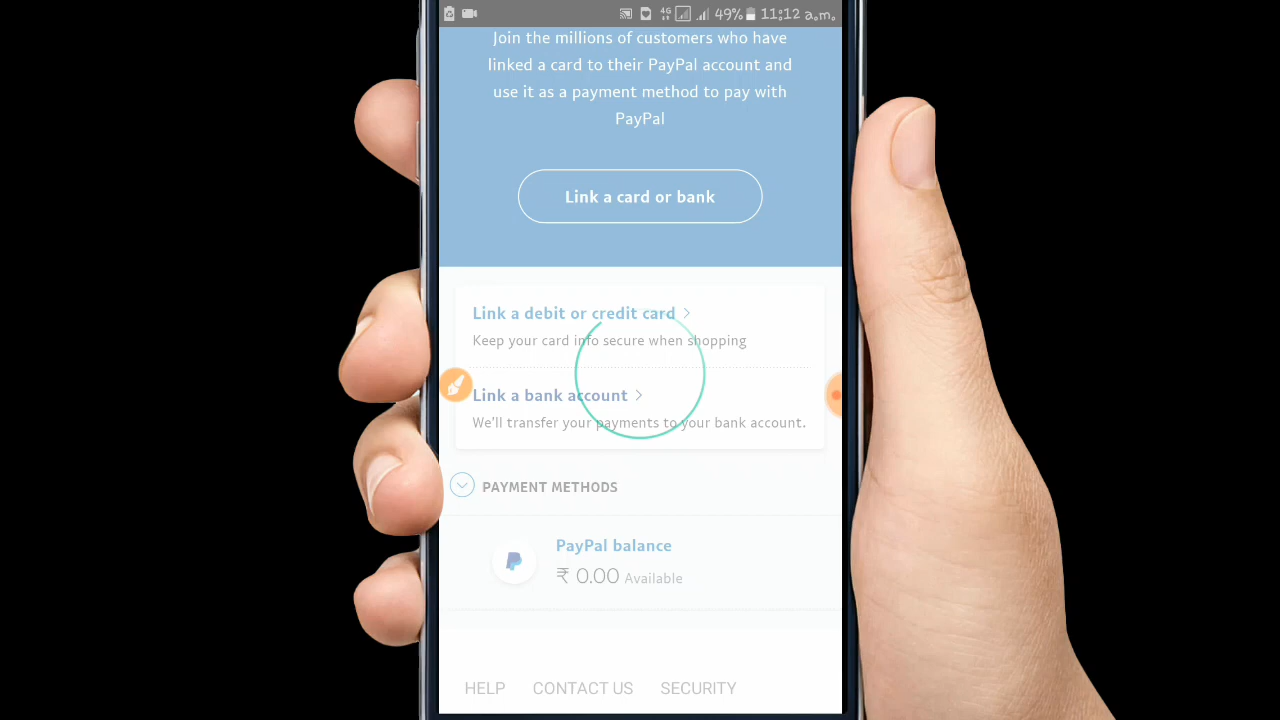 4G 49% 11:12 a.m.
Join the millions of customers who have
linked a card to their PayPal account and
use it as a payment method to pay with
PayPal
Link a card or bank
Link a debit or credit card
Keep your card info secure when shopping
Link a bank account
We'll transfer your payments to your bank account.
PAYMENT METHODS
PayPal balance
₹ 0.00 Available
HELP CONTACT US SECURITY